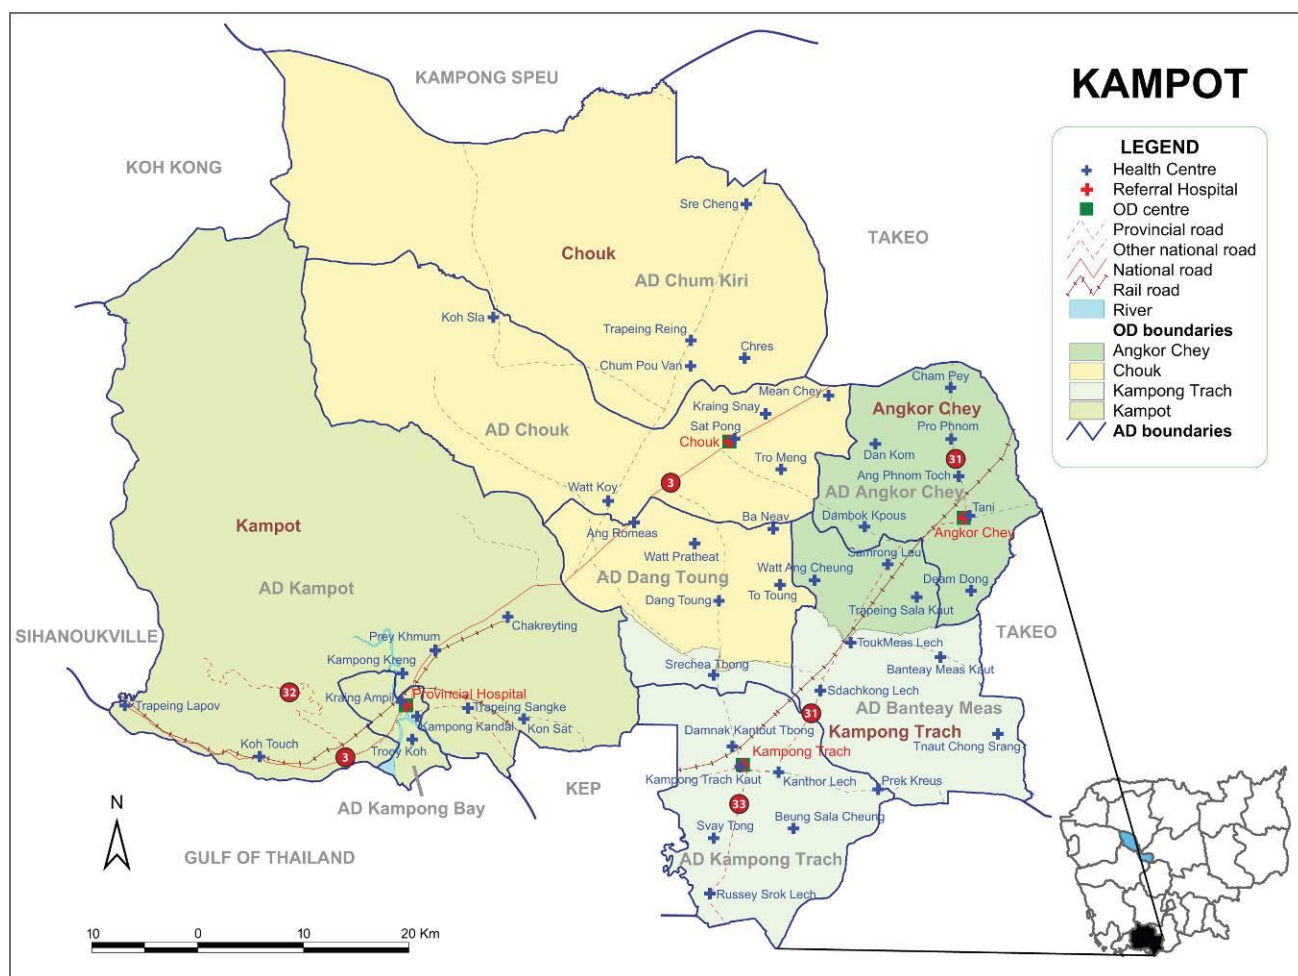 KAMPOT
KAMPONG SPEU
KOH KONG
TAKEO
LEGEND
Health Centre
Referral Hospital
OD centre
Provincial road
Other national road
National road
Rail road
River
OD boundaries
Angkor Chey
Chouk
Kampong Trach
Kampot
AD boundaries
Sre Cheng
Chouk
AD Chum Kiri
Koh Sla
Trapeing Reing
Chres
Chum Pou Van
Mean Chey
Cham Pey
Kraing Snay
Angkor Chey
AD Chouk
Sat Pong
Chouk
Pro Phnom
Dan Kom
Tro Meng
31
Ang Phnom Toch
3
AD Angkor Chey
Watt Koy
Tani
Ba Neav
Dambok Kpous
Kampot
Ang Romeas
Angkor Chey
Watt Pratheat
Samrong Leu
AD Dang Toung
Watt Ang Cheung
AD Kampot
Deam Dong
To Toung
Dang Toung
Trapeing Sala Kaut
Chakreyting
SIHANOUKVILLE
TAKEO
Prey Khmum
ToukMeas Lech
Kampong Kreng
Srechea Tbong
Banteay Meas Kaut
32
Provincial Hospital
Kraing Ampil
Sdachkong Lech
Trapeing Lapov
Trapeing Sangke
AD Banteay Meas
31
Kampong Kandal
Kon Sat
Kampong Trach
Damnak Kantout Tbong
Koh Touch
Troey Koh
Tnaut Chong Srang
3
Kampong Trach
Kampong Trach Kaut
Kanthor Lech
Prek Kreus
KEP
AD Kampong Bay
33
N
Beung Sala Cheung
Svay Tong
GULF OF THAILAND
AD Kampong Trach
Russey Srok Lech
10 0 10 20 Km